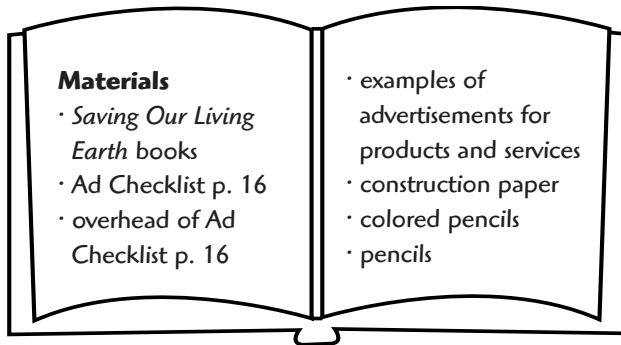 Materials
· Saving Our Living
Earth books
· Ad Checklist p. 16
· overhead of Ad
Checklist p. 16
· examples of
advertisements for
products and services
· construction paper
· colored pencils
· pencils